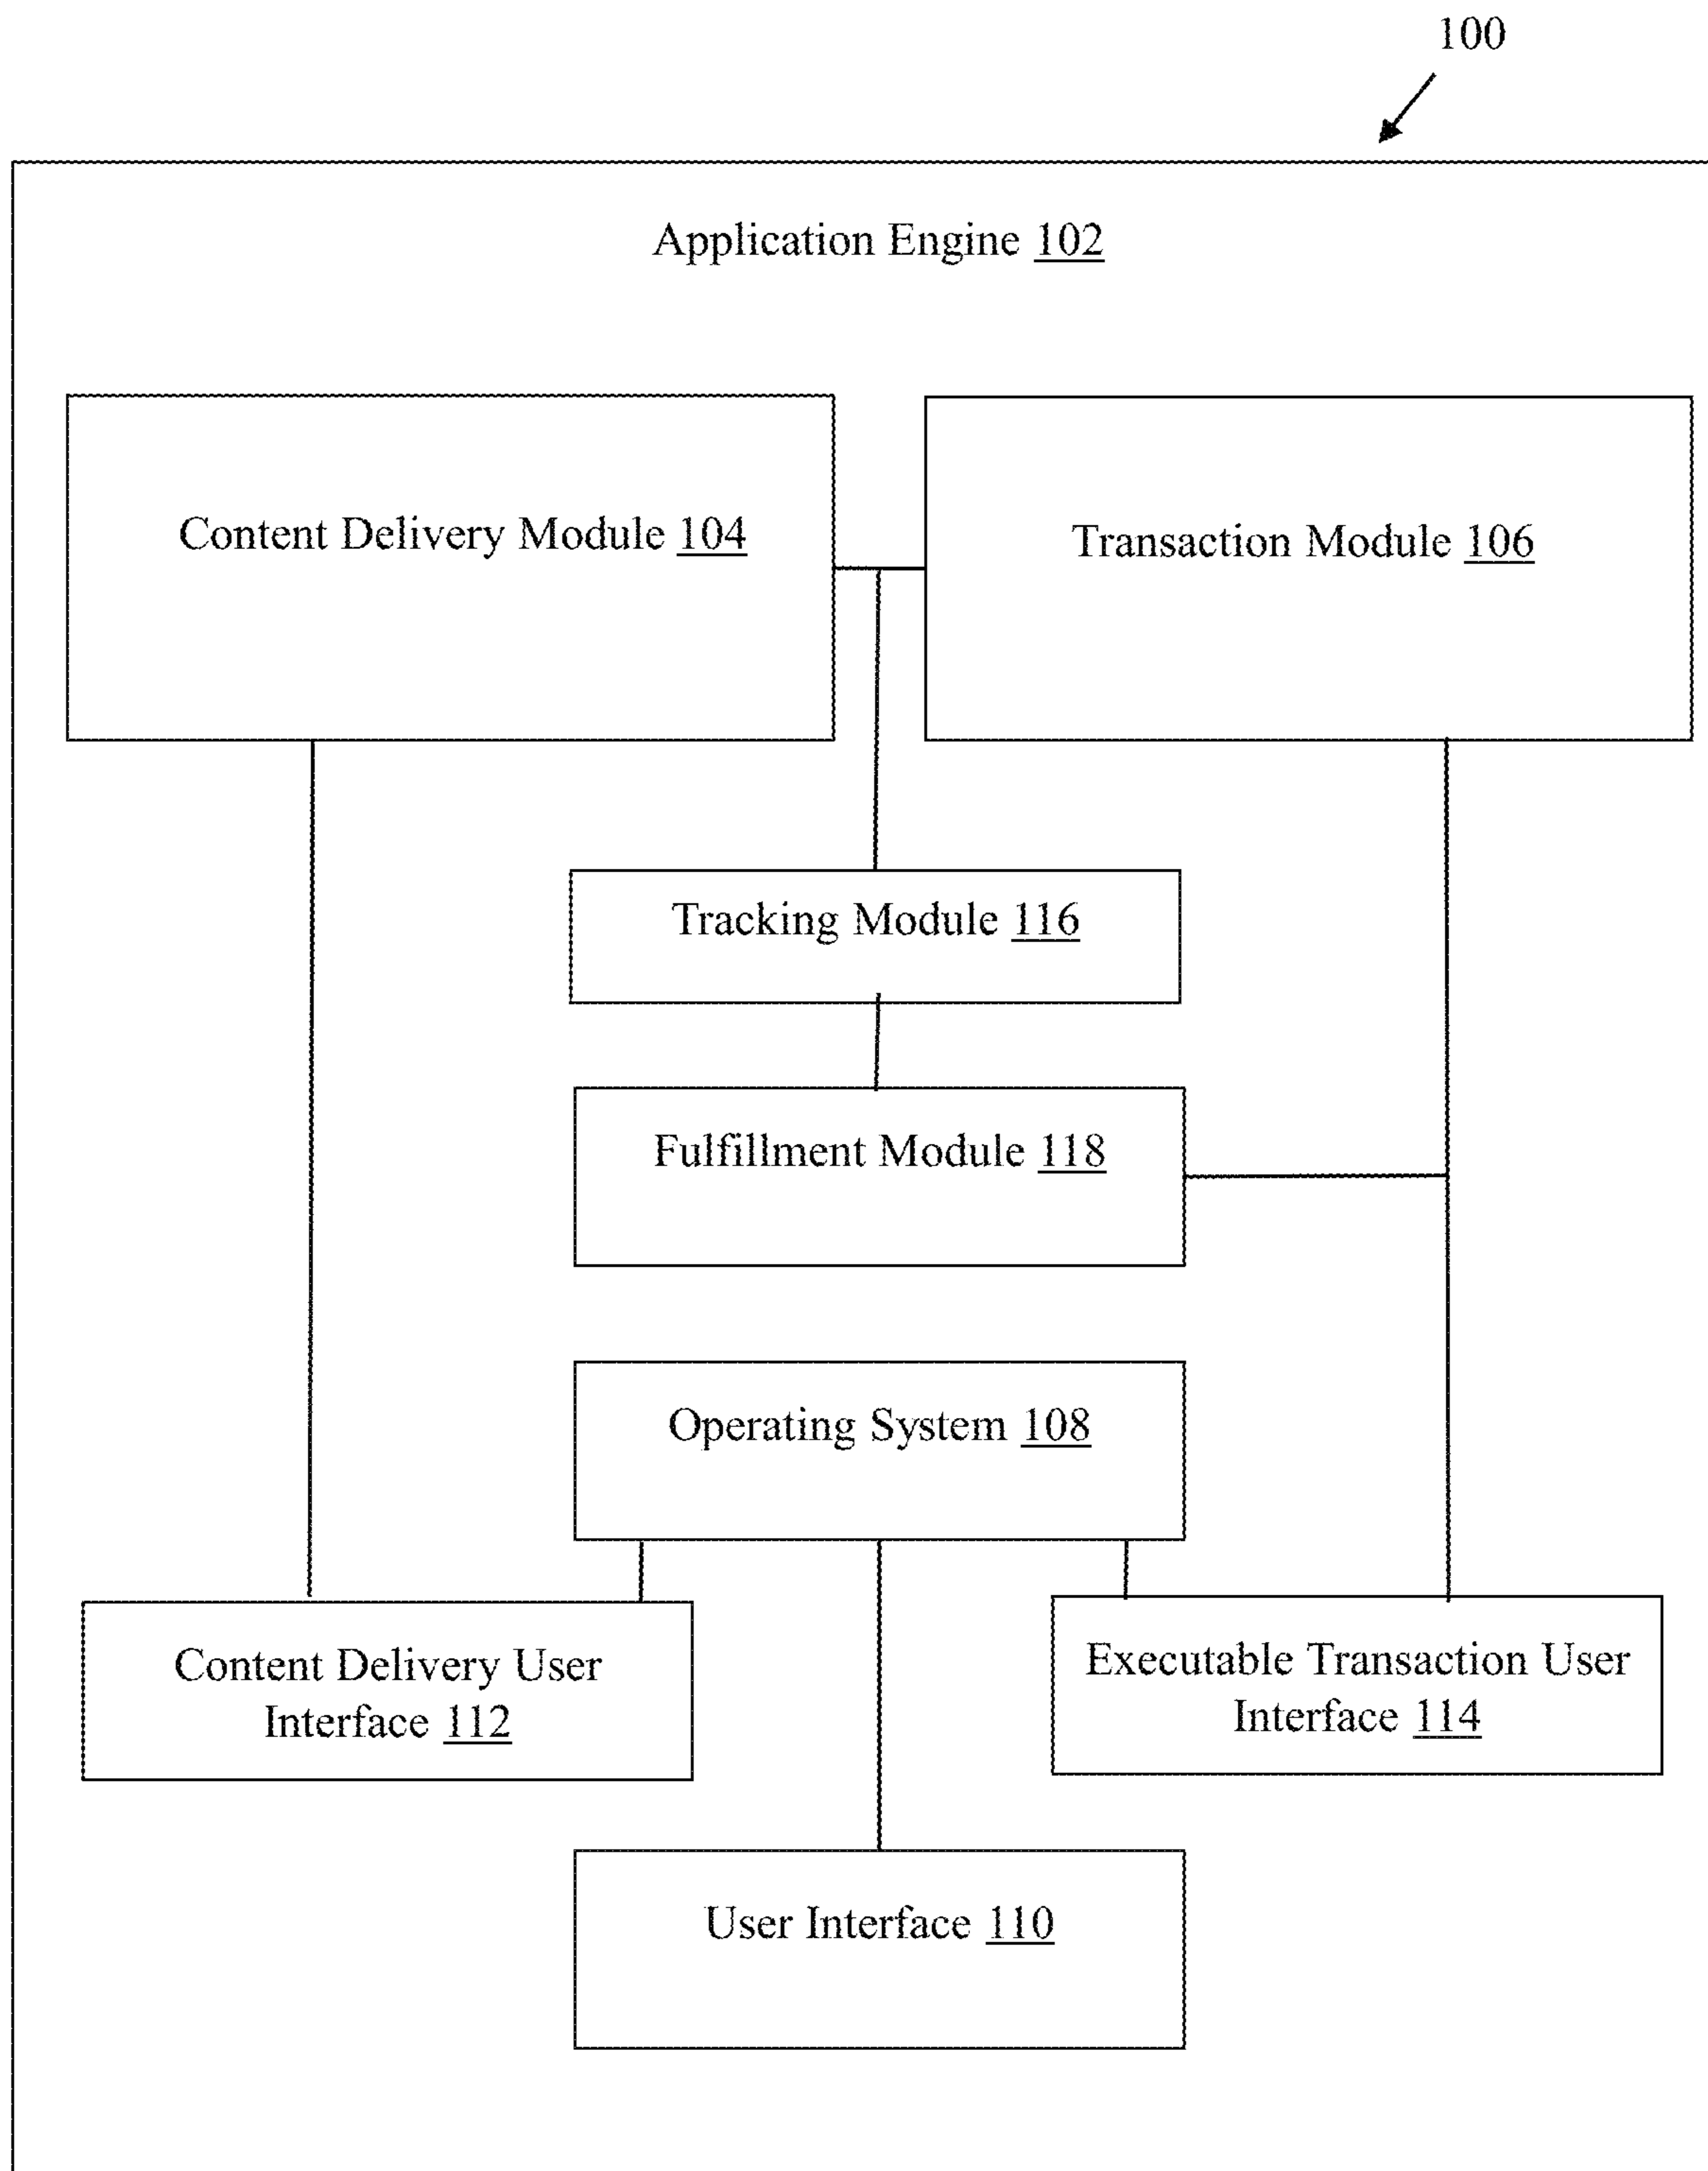 100
Application Engine 102
Content Delivery Module 104
Transaction Module 106
Tracking Module 116
Fulfillment Module 118
Operating System 108
Content Delivery User
Interface 112
Executable Transaction User
Interface 114
User Interface 110